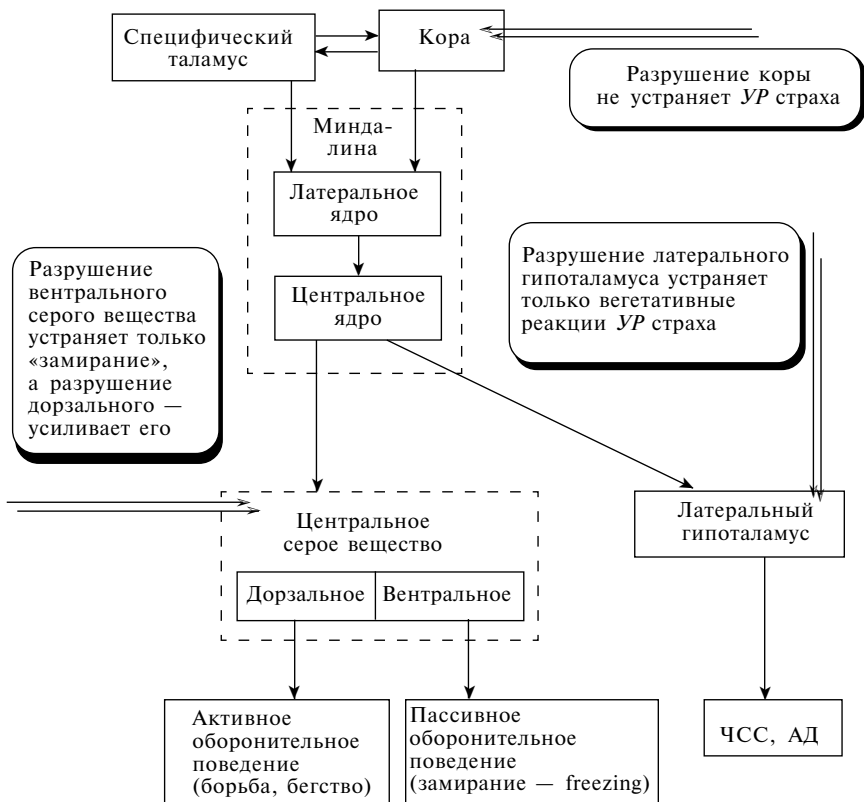 Специфический
таламус
Кора
Разрушение коры
не устраняет УР страха
Минда-
лина
Латеральное
ядро
Центральное
ядро
Разрушение
вентрального
серого вещества
устраняет только
«замирание»,
а разрушение
дорзального —
усиливает его
Разрушение латерального
гипоталамуса устраняет
только вегетативные
реакции УР страха
Центральное
серое вещество
Дорзальное
Вентральное
Латеральный
гипоталамус
Активное
оборонительное
поведение
(борьба, бегство)
Пассивное
оборонительное
поведение
(замирание — freezing)
ЧСС, АД